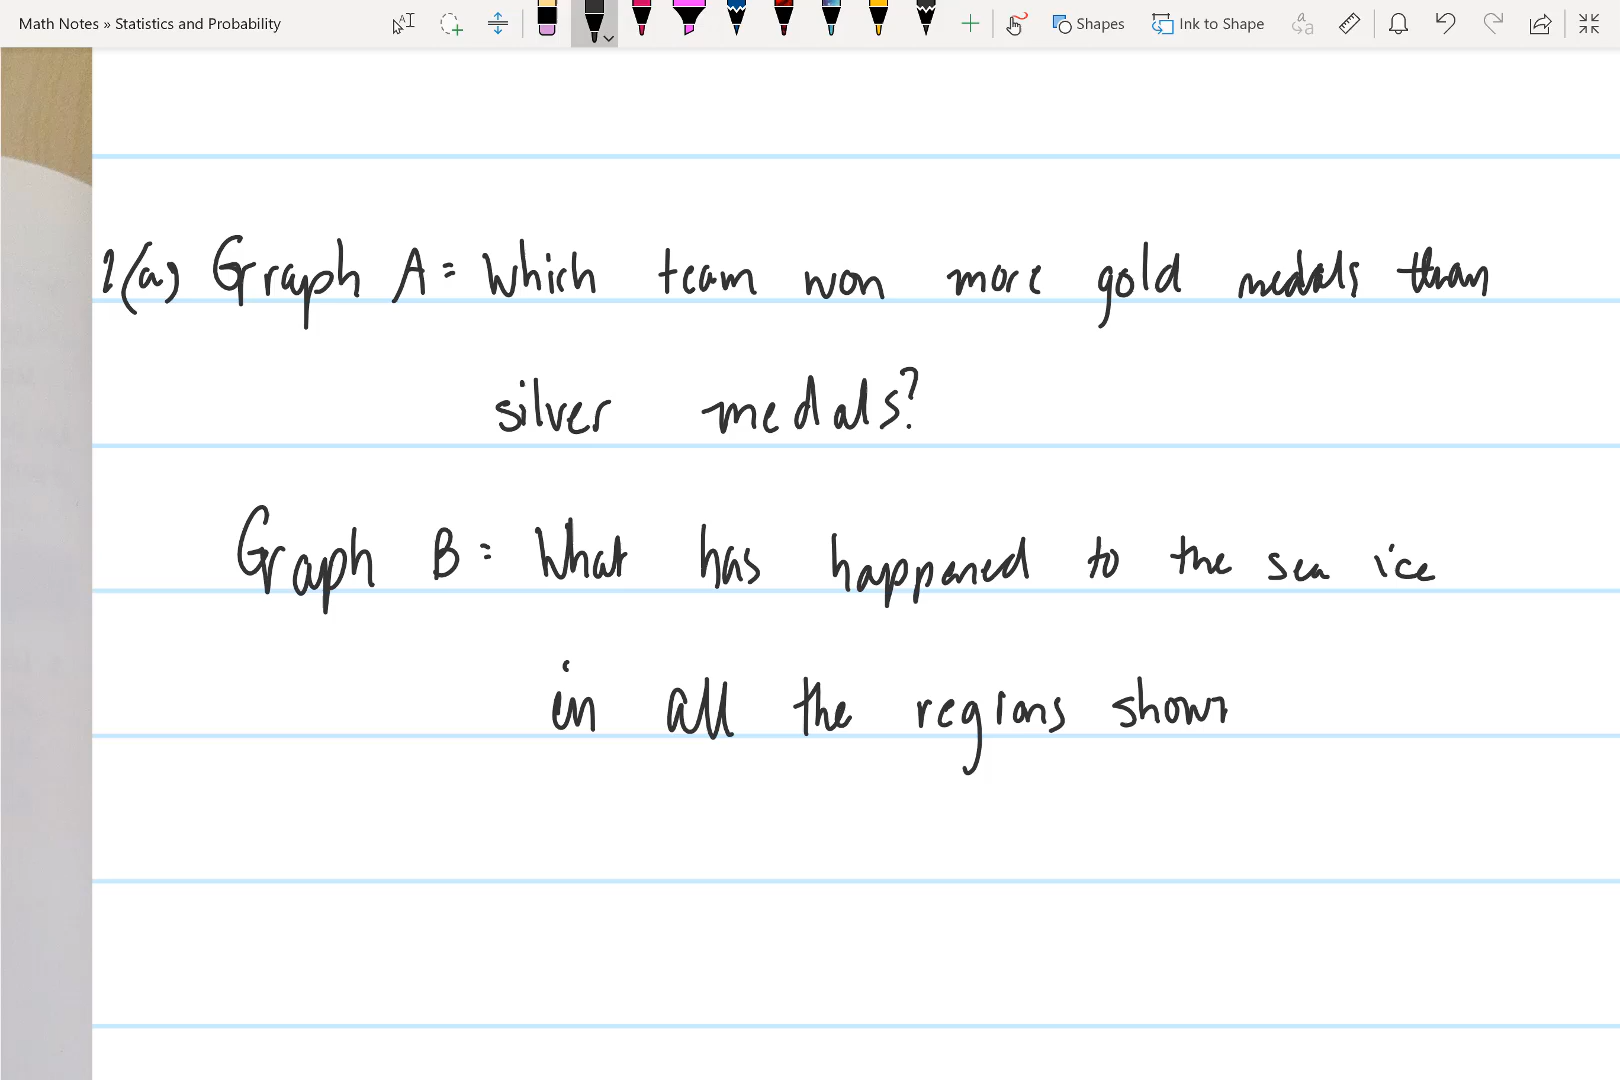 Math Notes » Statistics and Probability
Shapes
Ink to Shape
1(a) Graph A = Which team won more gold medals than
silver medals?
Graph B = What has happened to the sea ice
in all the regions shown